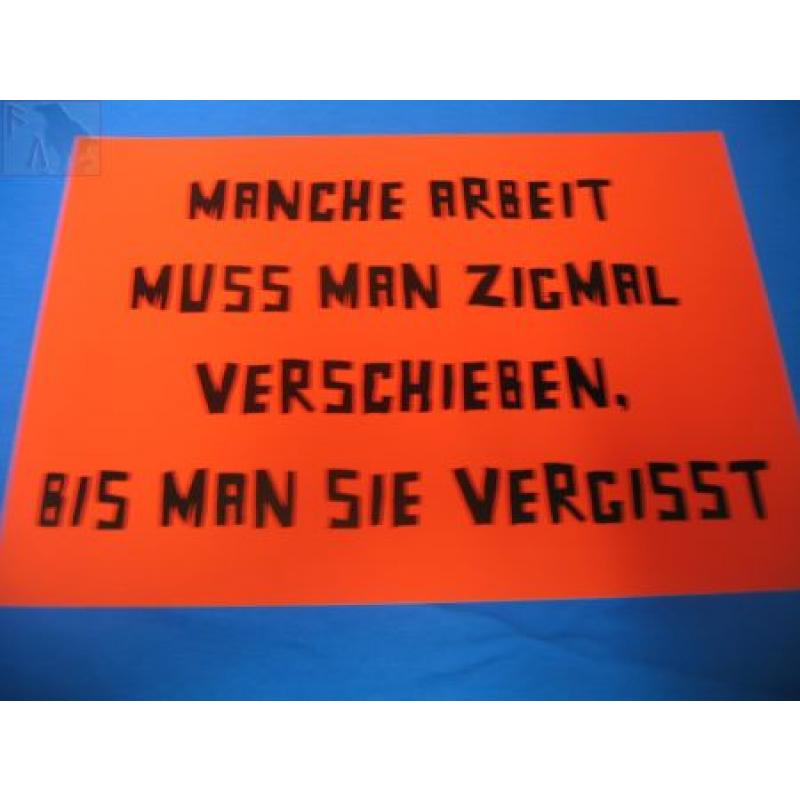 MANCHE ARBEIT
MUSS MAN ZIGMAL
VERSCHIEBEN,
BIS MAN SIE VERGISST